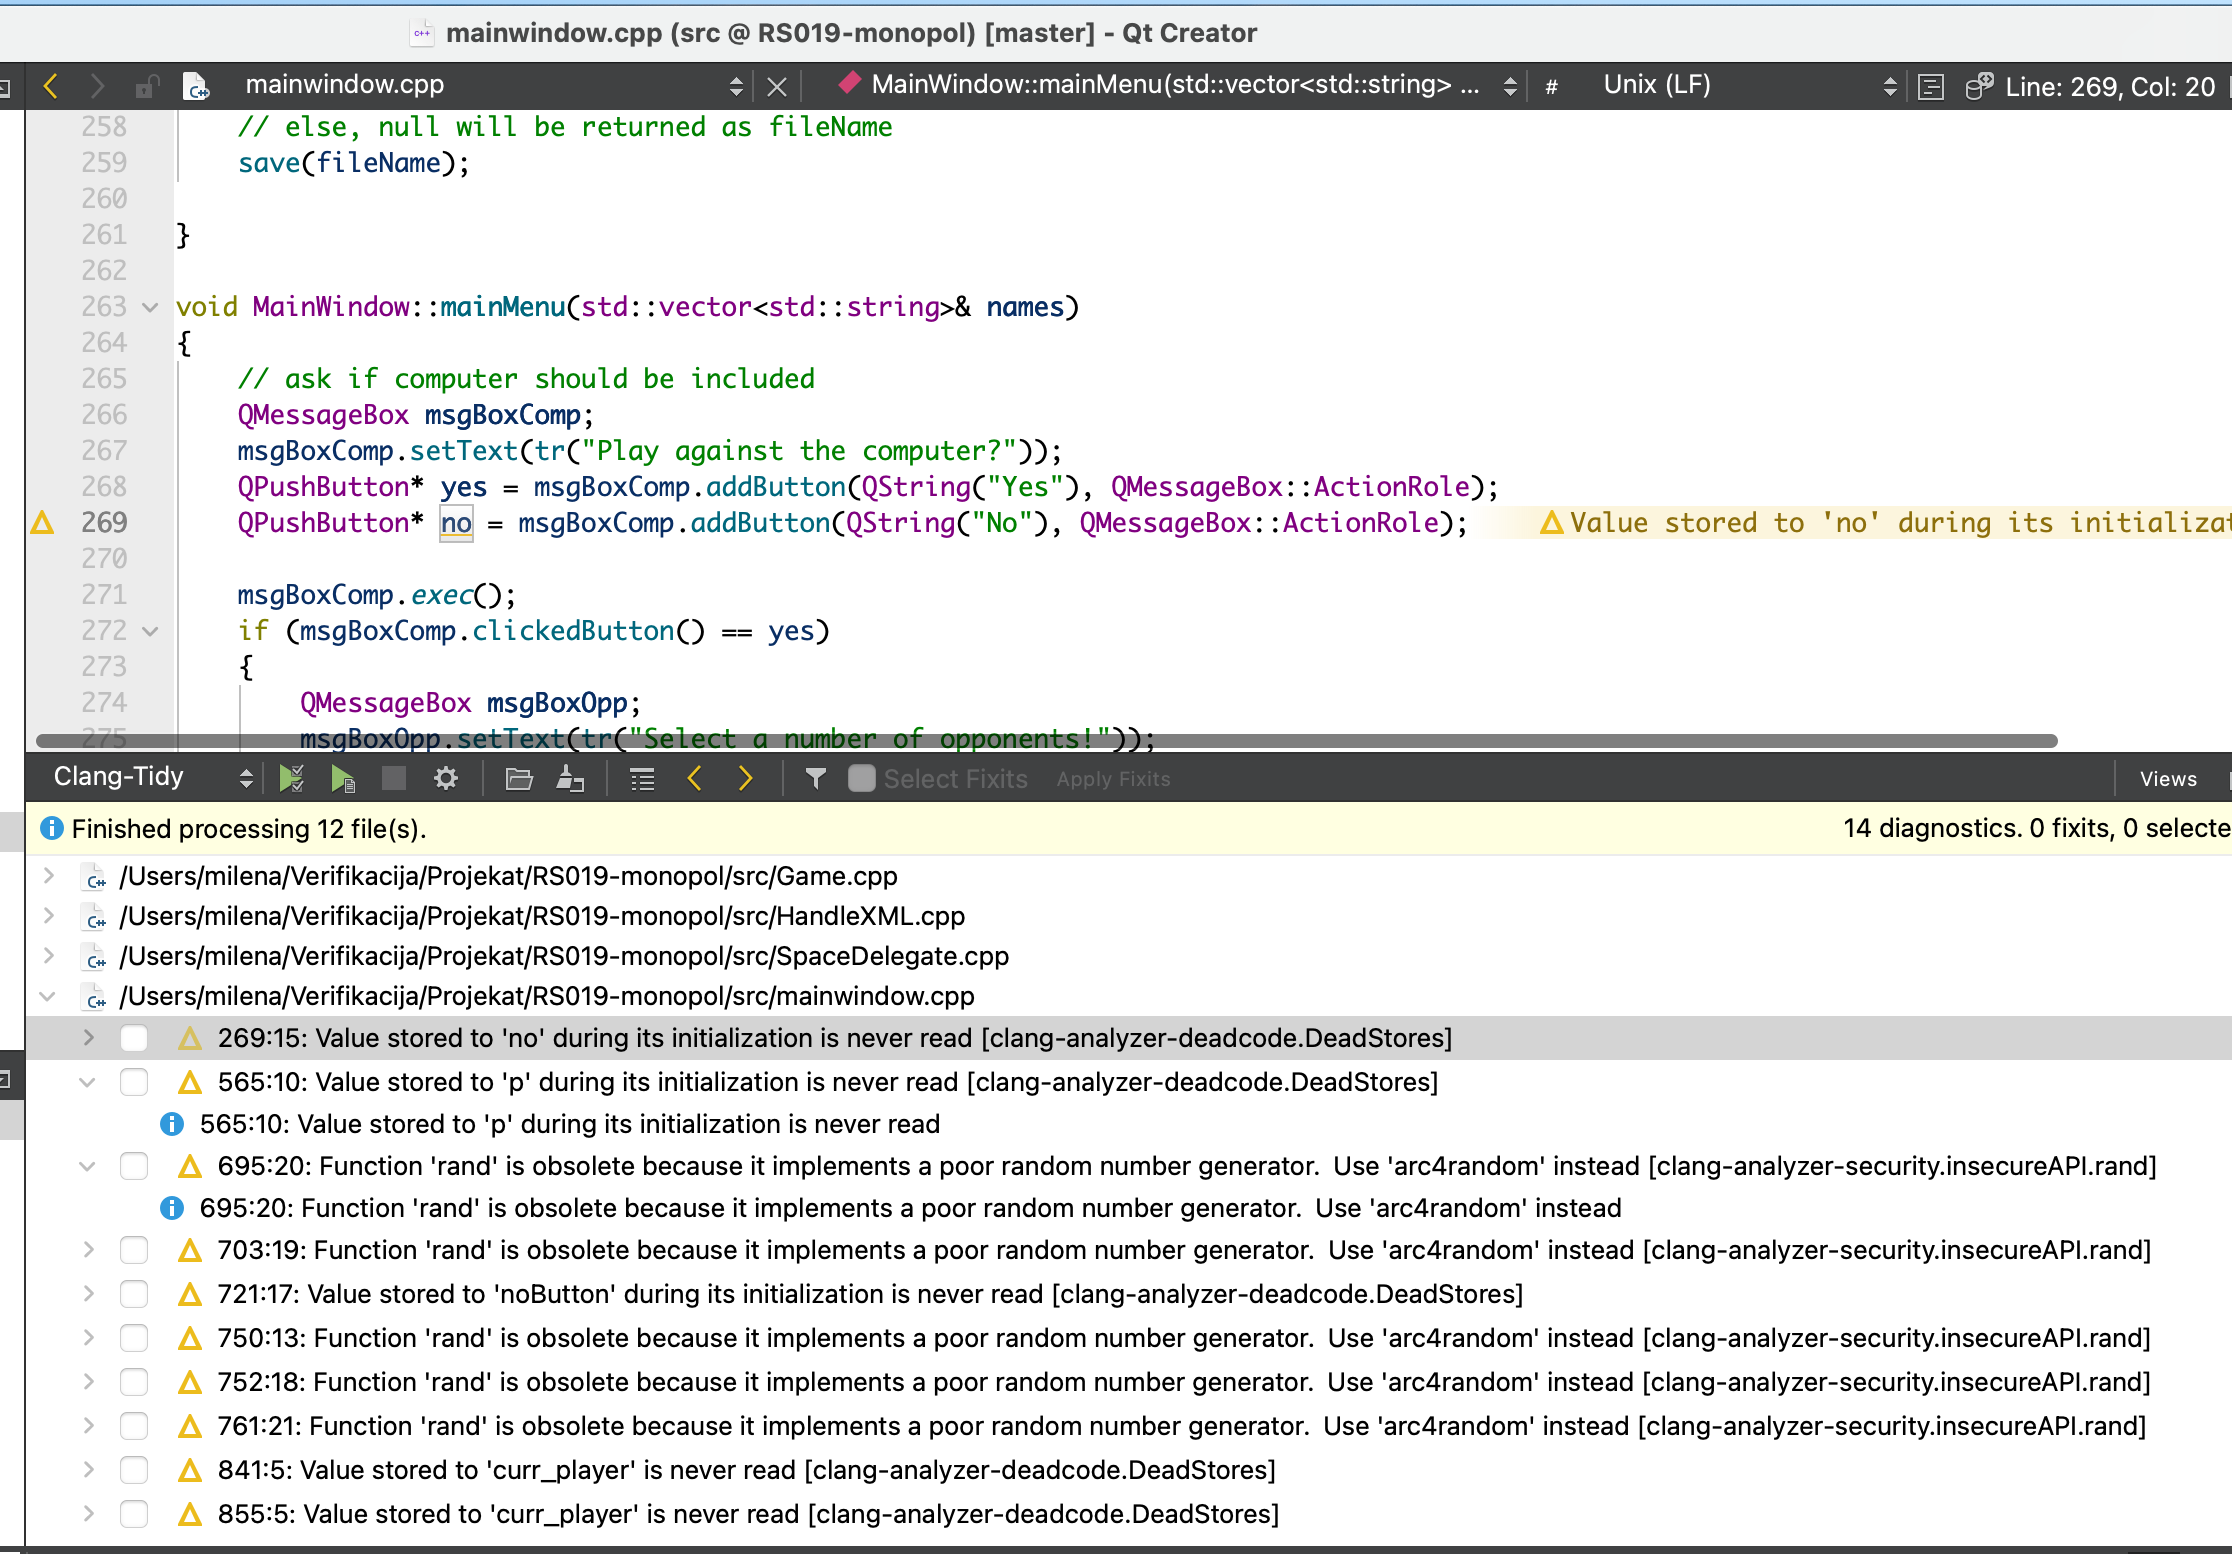 mainwindow.cpp (src @ RS019-monopol) [master] - Qt Creator
mainwindow.cpp MainWindow::mainMenu(std::vector<std::string> ... # Unix (LF) Line: 269, Col: 20
258 // else, null will be returned as fileName
259 save(fileName);
260
261 }
262
263 void MainWindow::mainMenu(std::vector<std::string>& names)
264 {
265 // ask if computer should be included
266 QMessageBox msgBoxComp;
267 msgBoxComp.setText(tr("Play against the computer?"));
268 QPushButton* yes = msgBoxComp.addButton(QString("Yes"), QMessageBox::ActionRole);
269 QPushButton* no = msgBoxComp.addButton(QString("No"), QMessageBox::ActionRole); Value stored to 'no' during its initializat
270
271 msgBoxComp.exec();
272 if (msgBoxComp.clickedButton() == yes)
273 {
274 QMessageBox msgBoxOpp;
275 msgBoxOpp.setText(tr("Select a number of opponents!"));
Clang-Tidy Select Fixits Apply Fixits Views
Finished processing 12 file(s). 14 diagnostics. 0 fixits, 0 selecte
/Users/milena/Verifikacija/Projekat/RS019-monopol/src/Game.cpp
/Users/milena/Verifikacija/Projekat/RS019-monopol/src/HandleXML.cpp
/Users/milena/Verifikacija/Projekat/RS019-monopol/src/SpaceDelegate.cpp
/Users/milena/Verifikacija/Projekat/RS019-monopol/src/mainwindow.cpp
269:15: Value stored to 'no' during its initialization is never read [clang-analyzer-deadcode.DeadStores]
565:10: Value stored to 'p' during its initialization is never read [clang-analyzer-deadcode.DeadStores]
565:10: Value stored to 'p' during its initialization is never read
695:20: Function 'rand' is obsolete because it implements a poor random number generator.  Use 'arc4random' instead [clang-analyzer-security.insecureAPI.rand]
695:20: Function 'rand' is obsolete because it implements a poor random number generator.  Use 'arc4random' instead
703:19: Function 'rand' is obsolete because it implements a poor random number generator.  Use 'arc4random' instead [clang-analyzer-security.insecureAPI.rand]
721:17: Value stored to 'noButton' during its initialization is never read [clang-analyzer-deadcode.DeadStores]
750:13: Function 'rand' is obsolete because it implements a poor random number generator.  Use 'arc4random' instead [clang-analyzer-security.insecureAPI.rand]
752:18: Function 'rand' is obsolete because it implements a poor random number generator.  Use 'arc4random' instead [clang-analyzer-security.insecureAPI.rand]
761:21: Function 'rand' is obsolete because it implements a poor random number generator.  Use 'arc4random' instead [clang-analyzer-security.insecureAPI.rand]
841:5: Value stored to 'curr_player' is never read [clang-analyzer-deadcode.DeadStores]
855:5: Value stored to 'curr_player' is never read [clang-analyzer-deadcode.DeadStores]